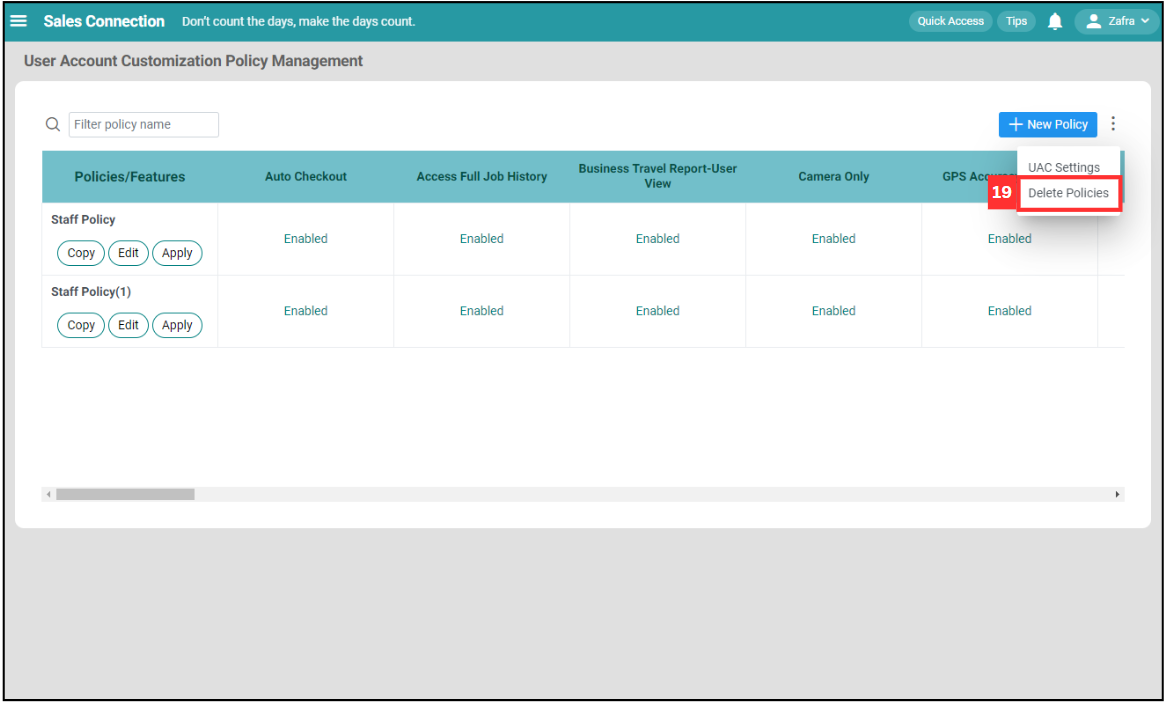 Sales Connection Don't count the days, make the days count. Quick Access Tips Zafra
User Account Customization Policy Management
Filter policy name + New Policy
UAC Settings
19 Delete Policies
Policies/Features Auto Checkout Access Full Job History Business Travel Report-User View Camera Only GPS
Staff Policy
Enabled Enabled Enabled Enabled Enabled
Copy Edit Apply
Staff Policy(1)
Enabled Enabled Enabled Enabled Enabled
Copy Edit Apply